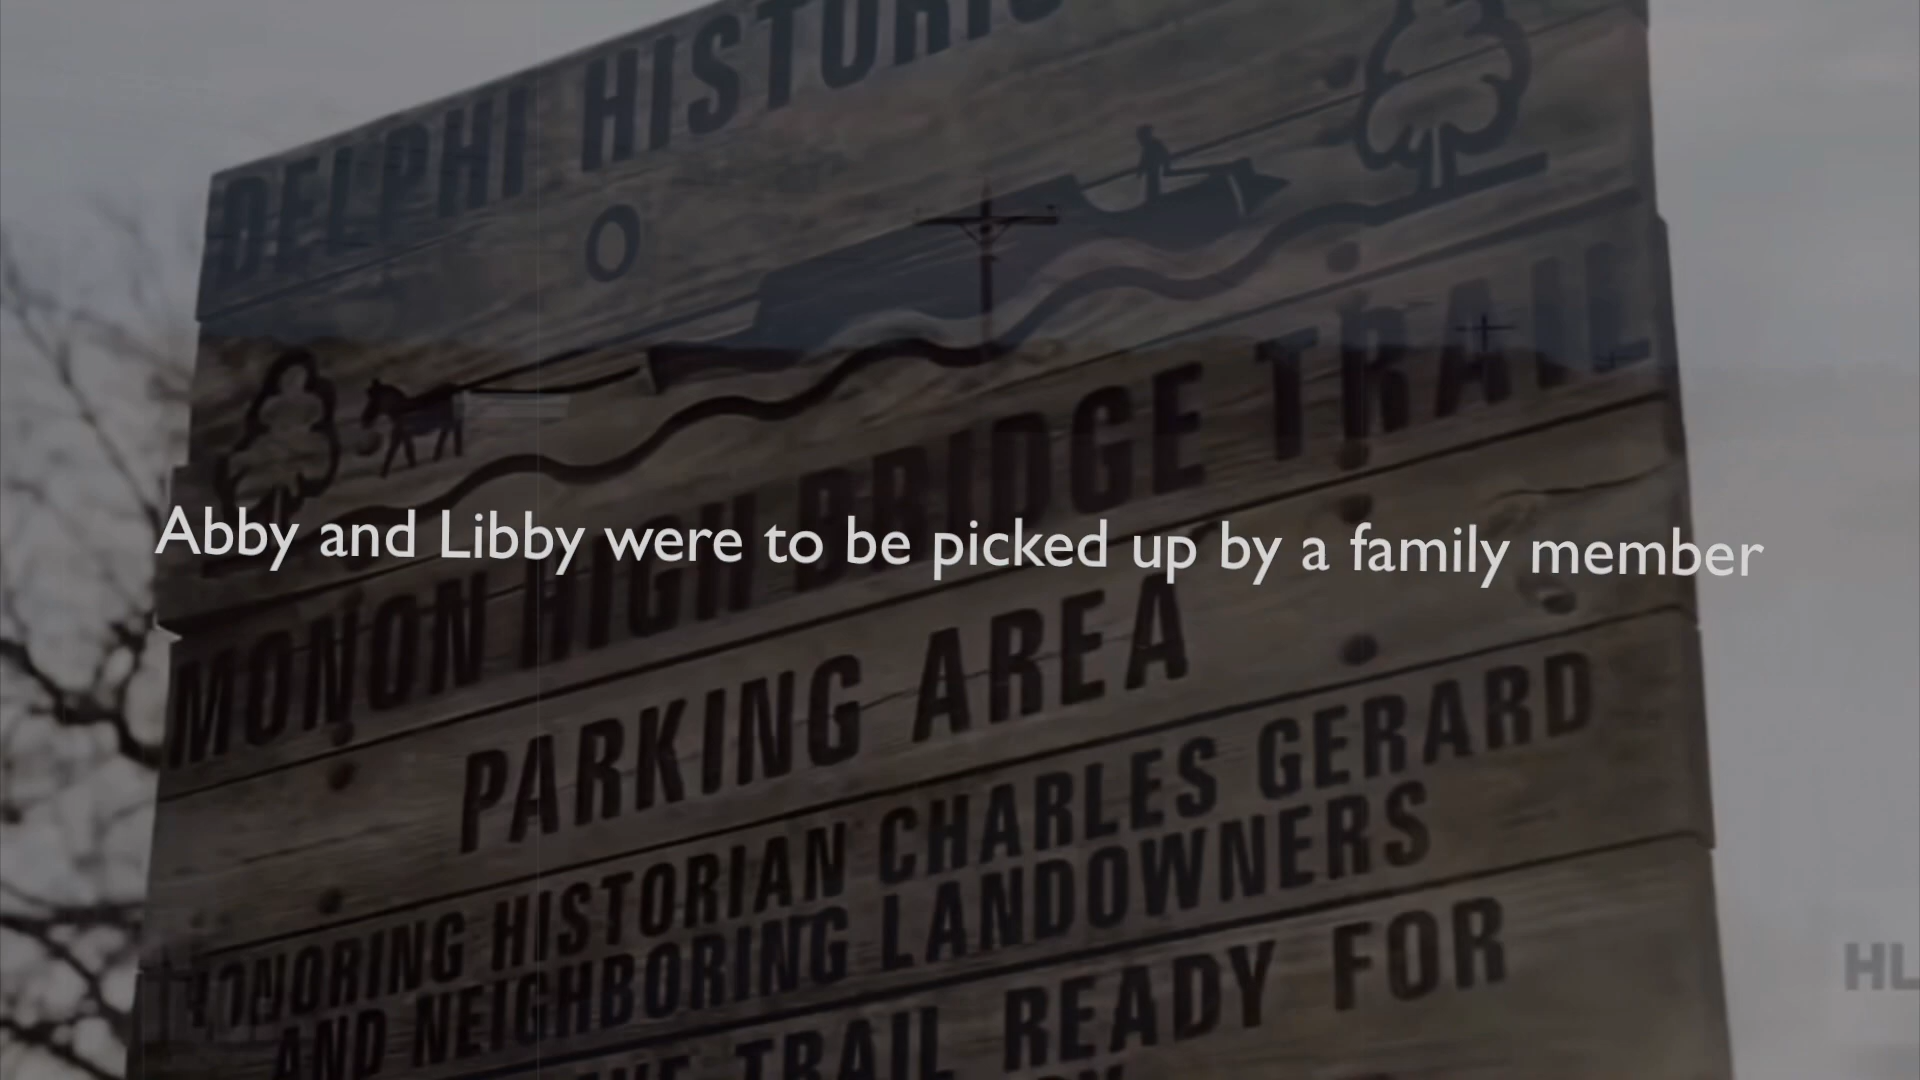 DELPHI HISTORIC
MONON HIGH BRIDGE TRAIL
Abby and Libby were to be picked up by a family member
PARKING AREA
HONORING HISTORIAN CHARLES GERARD
AND NEIGHBORING LANDOWNERS
TRAIL READY FOR
HL